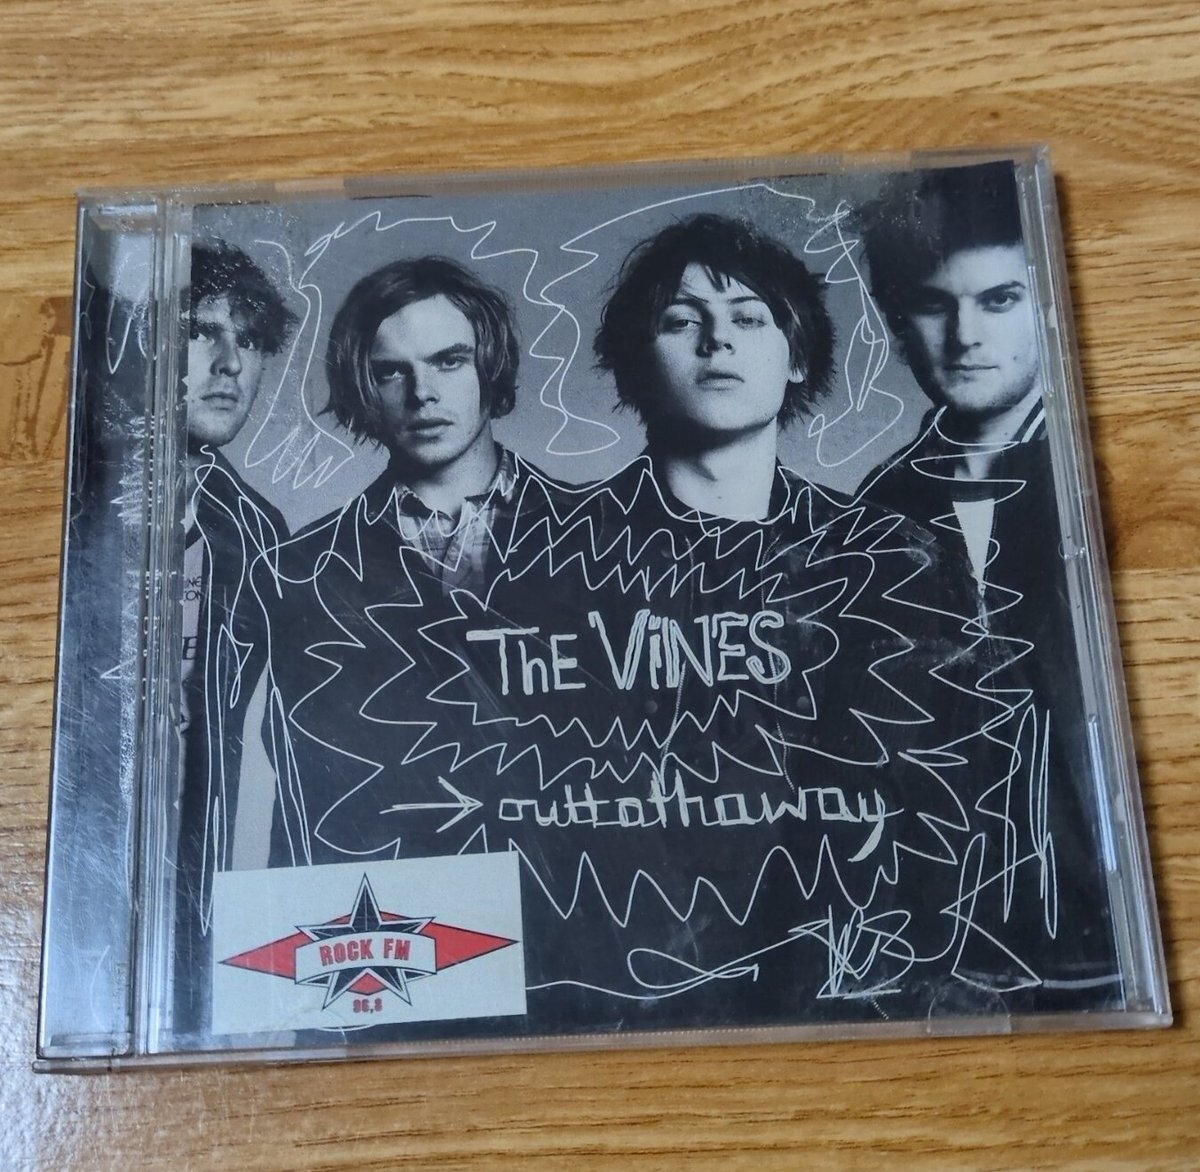 The VINES
outtathaway
ROCK FM
96,8